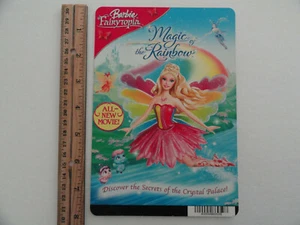 Barbie
FAIRYTOPIA
Magic of
the Rainbow
ALL-
NEW
MOVIE!
Discover the Secrets of the Crystal Palace!